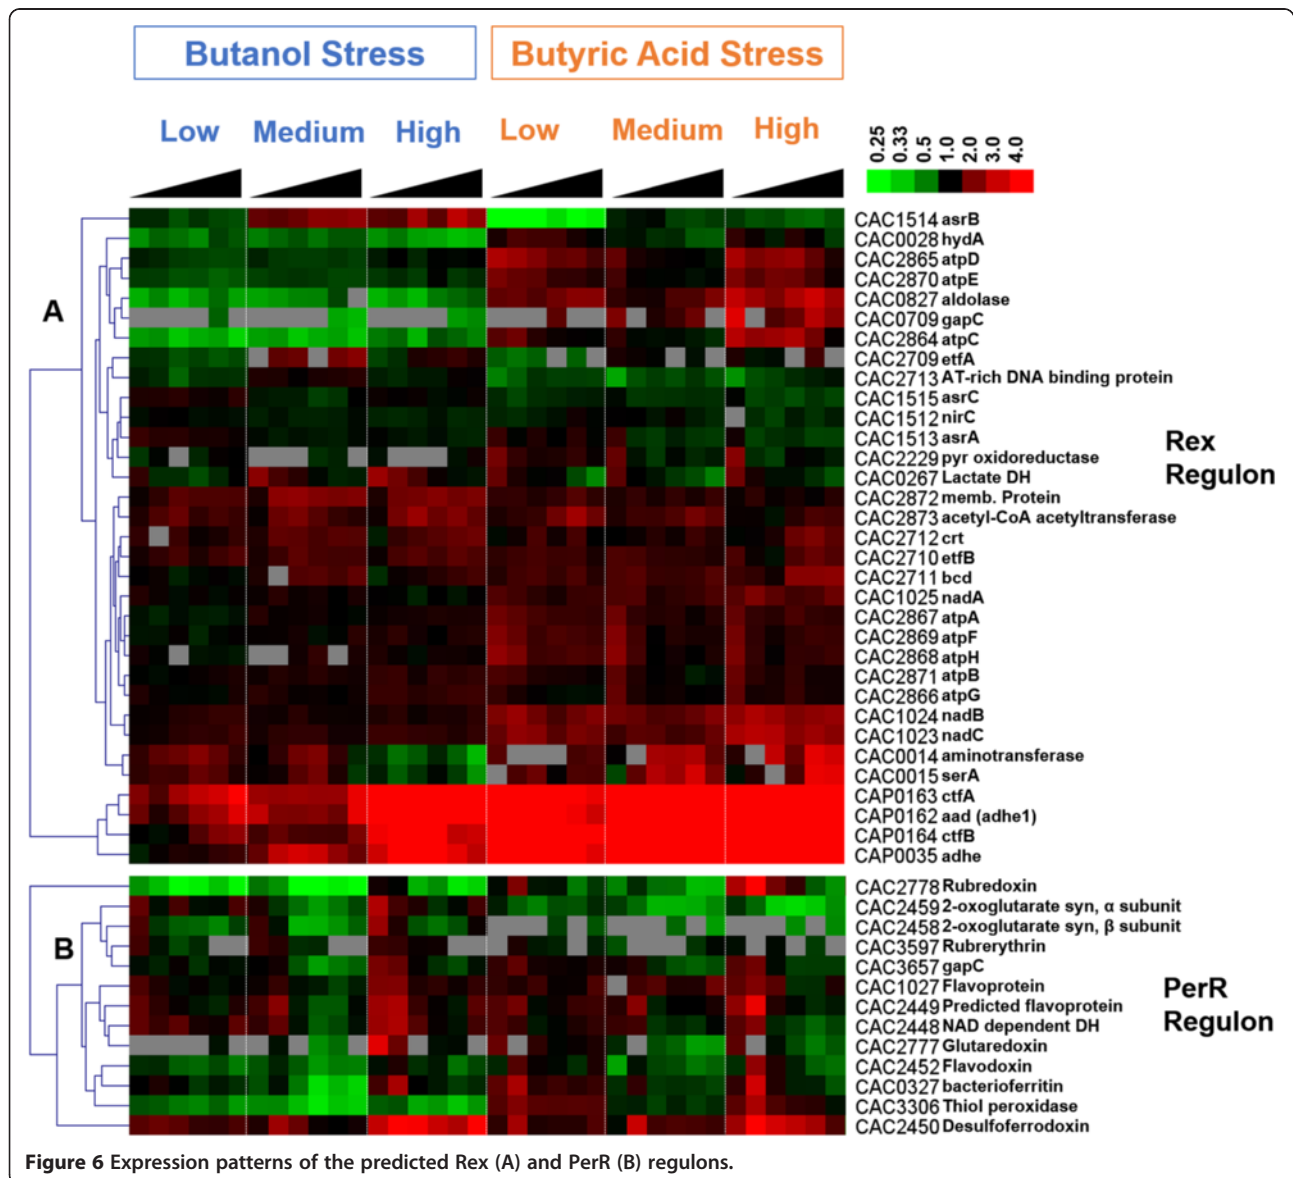 Butanol Stress Butyric Acid Stress
Low Medium High Low Medium High
0.25 0.33 0.5 1.0 2.0 3.0 4.0
A
CAC1514 asrB
CAC0028 hydA
CAC2865 atpD
CAC2870 atpE
CAC0827 aldolase
CAC0709 gapC
CAC2864 atpC
CAC2709 etfA
CAC2713 AT-rich DNA binding protein
CAC1515 asrC
CAC1512 nirC
CAC1513 asrA
CAC2229 pyr oxidoreductase
CAC0267 Lactate DH
CAC2872 memb. Protein
CAC2873 acetyl-CoA acetyltransferase
CAC2712 crt
CAC2710 etfB
CAC2711 bcd
CAC1025 nadA
CAC2867 atpA
CAC2869 atpF
CAC2868 atpH
CAC2871 atpB
CAC2866 atpG
CAC1024 nadB
CAC1023 nadC
CAC0014 aminotransferase
CAC0015 serA
CAP0163 ctfA
CAP0162 aad (adhe1)
CAP0164 ctfB
CAP0035 adhe
Rex
Regulon
B
CAC2778 Rubredoxin
CAC2459 2-oxoglutarate syn, α subunit
CAC2458 2-oxoglutarate syn, β subunit
CAC3597 Rubrerythrin
CAC3657 gapC
CAC1027 Flavoprotein
CAC2449 Predicted flavoprotein
CAC2448 NAD dependent DH
CAC2777 Glutaredoxin
CAC2452 Flavodoxin
CAC0327 bacterioferritin
CAC3306 Thiol peroxidase
CAC2450 Desulfoferrodoxin
PerR
Regulon
Figure 6 Expression patterns of the predicted Rex (A) and PerR (B) regulons.